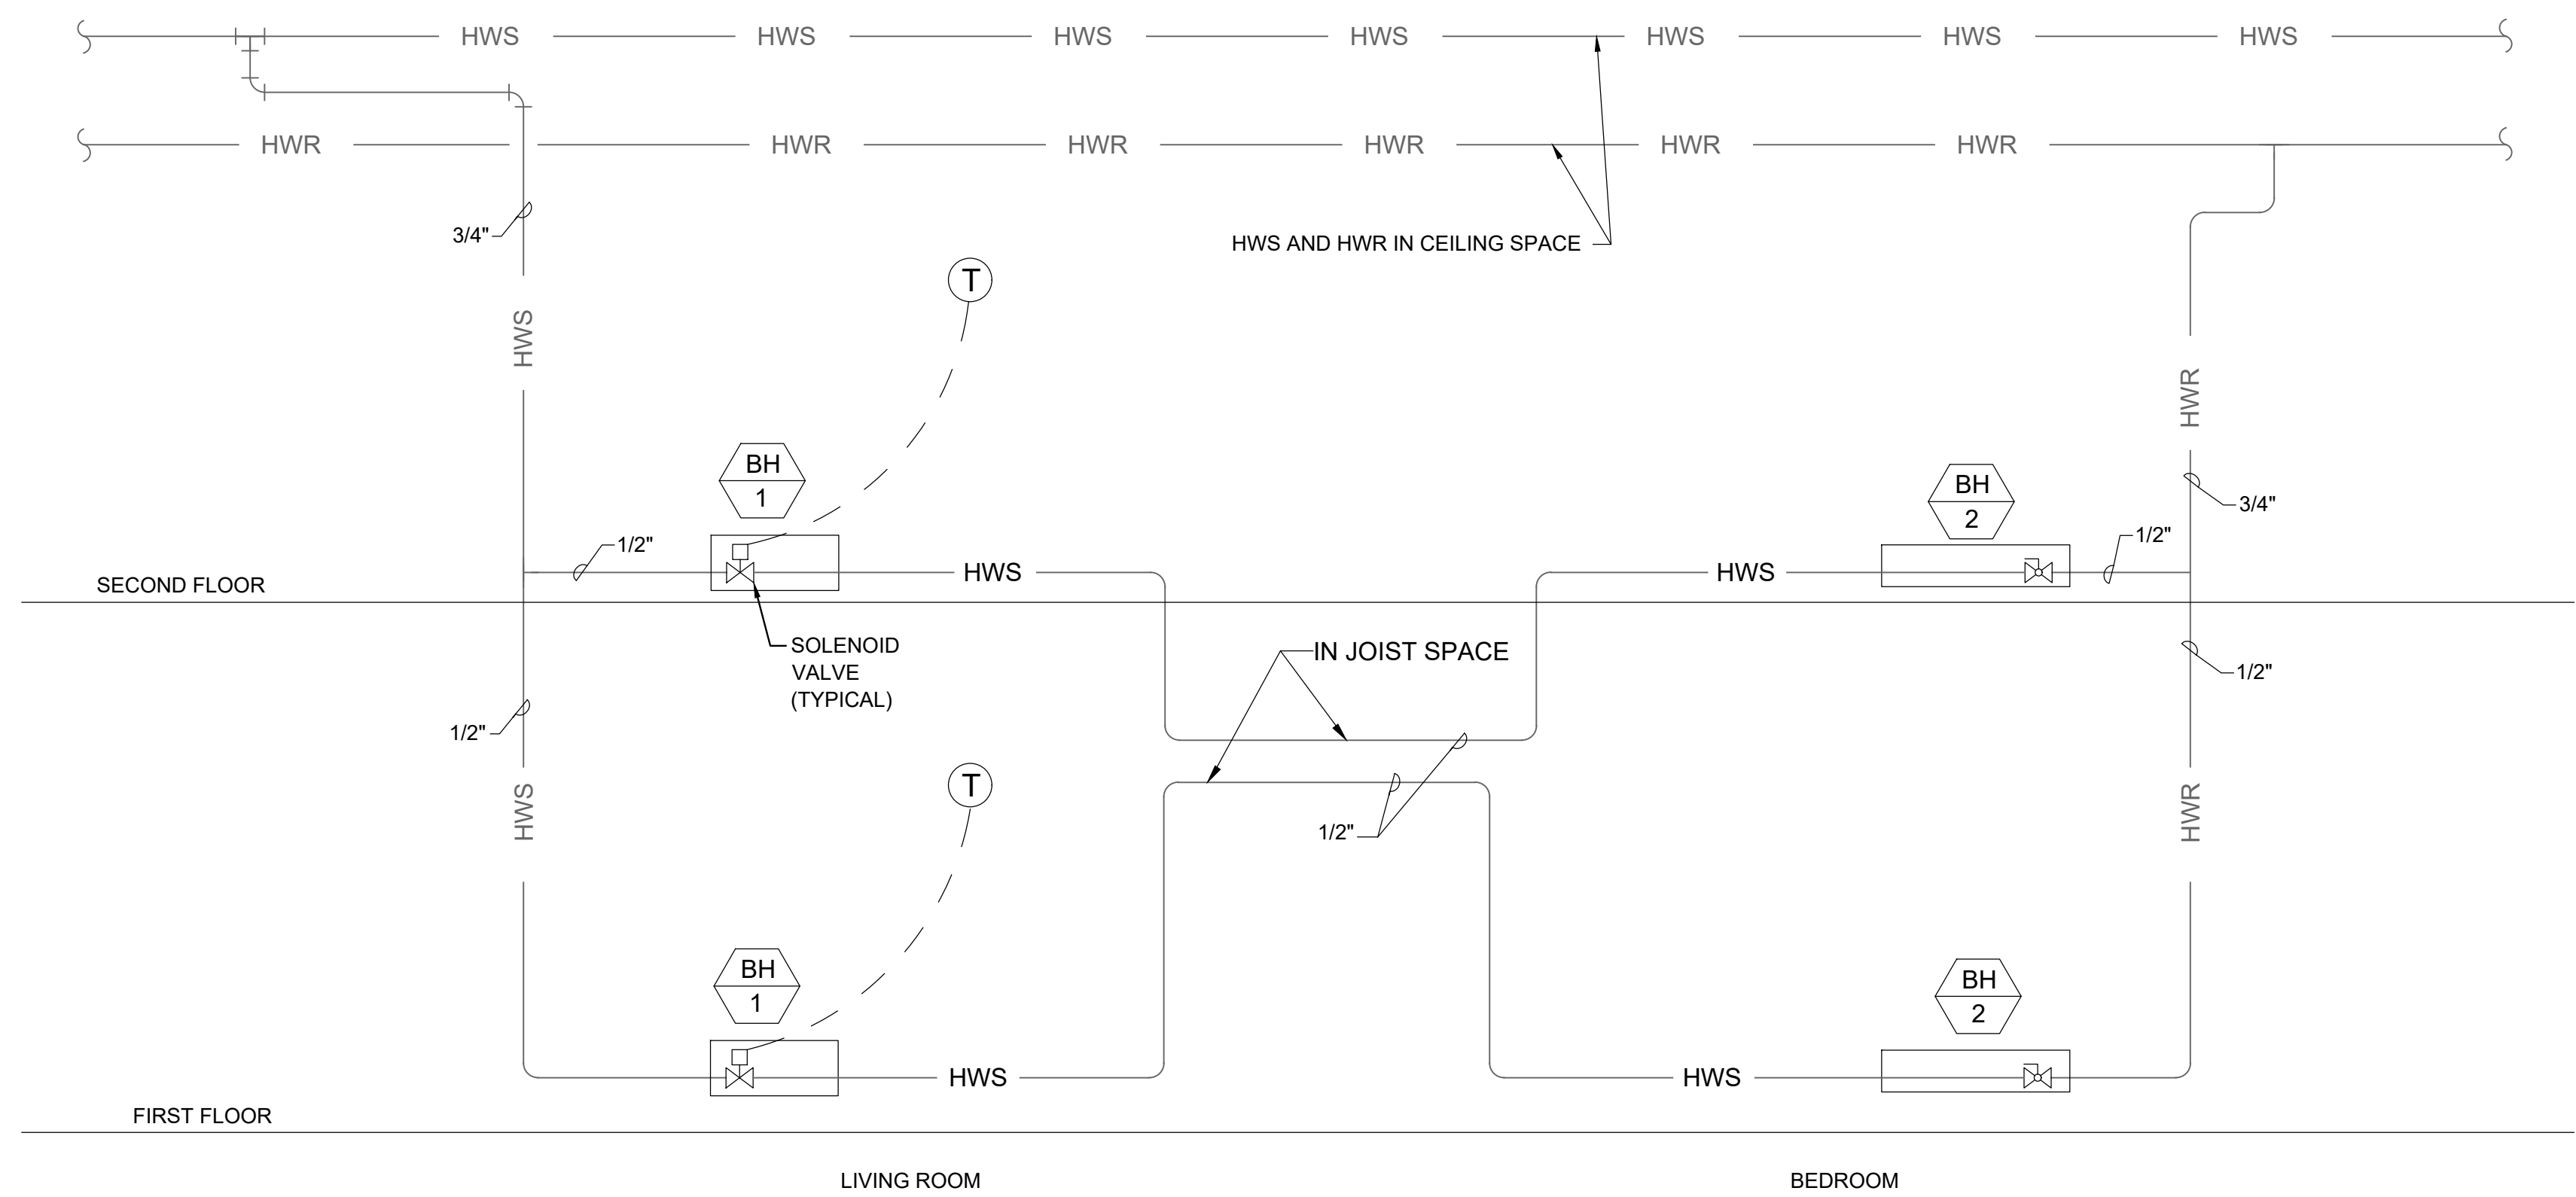 HWS HWS HWS HWS HWS HWS HWS
HWR HWR HWR HWR HWR HWR
3/4"
HWS AND HWR IN CEILING SPACE
T
HWS
HWR
BH
1
BH
2
3/4"
1/2"
1/2"
HWS
HWS
SECOND FLOOR
SOLENOID
VALVE
(TYPICAL)
IN JOIST SPACE
1/2"
1/2"
T
HWS
HWR
1/2"
BH
1
BH
2
HWS
HWS
FIRST FLOOR
LIVING ROOM
BEDROOM